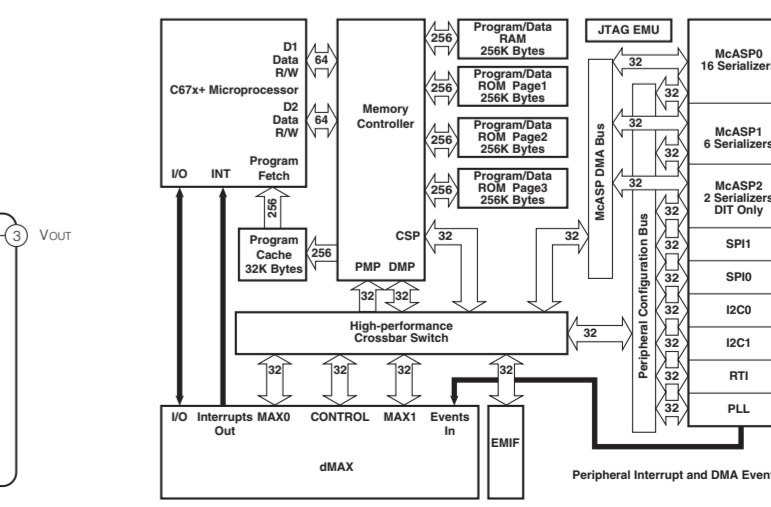 3 VOUT
D1
Data
R/W
64
C67x+ Microprocessor
D2
Data
R/W
64
I/O INT Program
Fetch
256
Program
Cache
32K Bytes
256
Memory
Controller
CSP 32
PMP DMP
32 32
256 Program/Data
RAM
256K Bytes
256 Program/Data
ROM Page1
256K Bytes
256 Program/Data
ROM Page2
256K Bytes
256 Program/Data
ROM Page3
256K Bytes
High-performance
Crossbar Switch
32
32 32 32 32
I/O Interrupts
Out
MAX0 CONTROL MAX1 Events
In
dMAX
EMIF
JTAG EMU
32
McASP DMA Bus
Peripheral Configuration Bus
32
32
McASP0
16 Serializers
32
32
McASP1
6 Serializers
32
32
McASP2
2 Serializers
DIT Only
32 SPI1
32 SPI0
32 I2C0
32 I2C1
32 RTI
32 PLL
Peripheral Interrupt and DMA Event